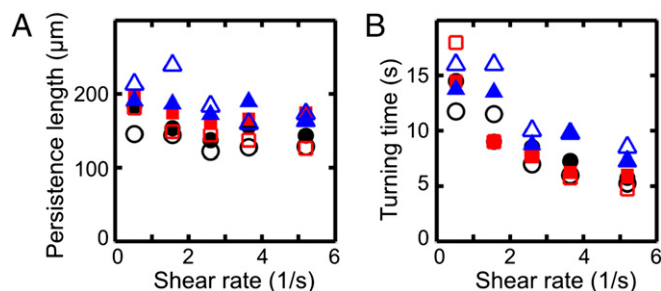 A
Persistence length (μm)
200
100
0
0 2 4 6
Shear rate (1/s)
B
Turning time (s)
15
10
5
0
0 2 4 6
Shear rate (1/s)